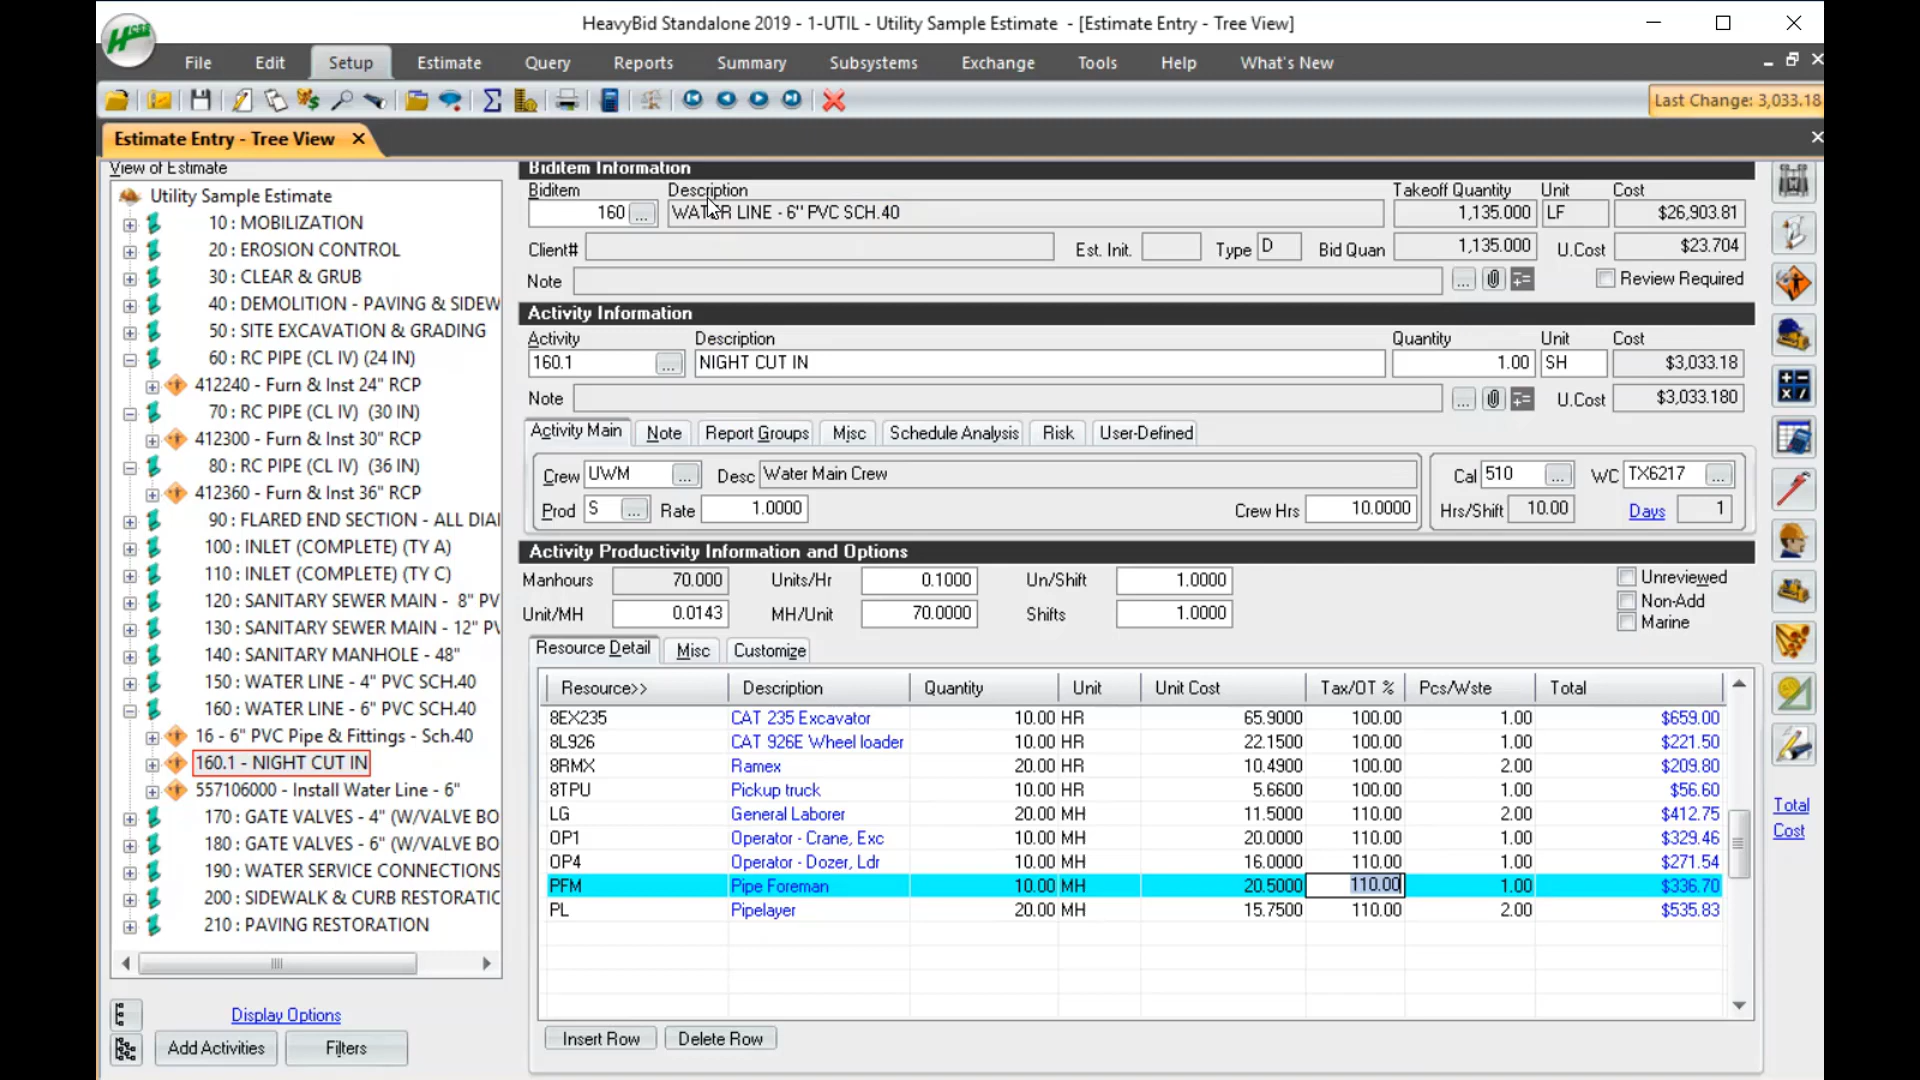 HeavyBid Standalone 2019 - 1-UTIL - Utility Sample Estimate - [Estimate Entry - Tree View]
HCSS
File Edit Setup Estimate Query Reports Summary Subsystems Exchange Tools Help What's New
Last Change: 3,033.18
Estimate Entry - Tree View
View of Estimate
Utility Sample Estimate
10 : MOBILIZATION
20 : EROSION CONTROL
30 : CLEAR & GRUB
40 : DEMOLITION - PAVING & SIDEW
50 : SITE EXCAVATION & GRADING
60 : RC PIPE (CL IV) (24 IN)
412240 - Furn & Inst 24" RCP
70 : RC PIPE (CL IV) (30 IN)
412300 - Furn & Inst 30" RCP
80 : RC PIPE (CL IV) (36 IN)
412360 - Furn & Inst 36" RCP
90 : FLARED END SECTION - ALL DIAI
100 : INLET (COMPLETE) (TY A)
110 : INLET (COMPLETE) (TY C)
120 : SANITARY SEWER MAIN - 8" PV
130 : SANITARY SEWER MAIN - 12" PV
140 : SANITARY MANHOLE - 48"
150 : WATER LINE - 4" PVC SCH.40
160 : WATER LINE - 6" PVC SCH.40
16 - 6" PVC Pipe & Fittings - Sch.40
160.1 - NIGHT CUT IN
557106000 - Install Water Line - 6"
170 : GATE VALVES - 4" (W/VALVE BO
180 : GATE VALVES - 6" (W/VALVE BO
190 : WATER SERVICE CONNECTIONS
200 : SIDEWALK & CURB RESTORATIC
210 : PAVING RESTORATION
Display Options
Add Activities Filters
Biditem Information
Biditem Description Takeoff Quantity Unit Cost
160 ... WATER LINE - 6" PVC SCH.40 1,135.000 LF $26,903.81
Client# Est. Init. Type D Bid Quan 1,135.000 U.Cost $23.704
Note ... Review Required
Activity Information
Activity Description Quantity Unit Cost
160.1 ... NIGHT CUT IN 1.00 SH $3,033.18
Note ... U.Cost $3,033.180
Activity Main Note Report Groups Misc Schedule Analysis Risk User-Defined
Crew UWM ... Desc Water Main Crew Cal 510 ... WC TX6217 ...
Prod S ... Rate 1.0000 Crew Hrs 10.0000 Hrs/Shift 10.00 Days 1
Activity Productivity Information and Options
Manhours 70.000 Units/Hr 0.1000 Un/Shift 1.0000 Unreviewed
Non-Add
Unit/MH 0.0143 MH/Unit 70.0000 Shifts 1.0000 Marine
Resource Detail Misc Customize
Resource>> Description Quantity Unit Unit Cost Tax/OT % Pcs/Wste Total
8EX235 CAT 235 Excavator 10.00 HR 65.9000 100.00 1.00 $659.00
8L926 CAT 926E Wheel loader 10.00 HR 22.1500 100.00 1.00 $221.50
8RMX Ramex 20.00 HR 10.4900 100.00 2.00 $209.80
8TPU Pickup truck 10.00 HR 5.6600 100.00 1.00 $56.60
LG General Laborer 20.00 MH 11.5000 110.00 2.00 $412.75
OP1 Operator - Crane, Exc 10.00 MH 20.0000 110.00 1.00 $329.46
OP4 Operator - Dozer, Ldr 10.00 MH 16.0000 110.00 1.00 $271.54
PFM Pipe Foreman 10.00 MH 20.5000 110.00 1.00 $336.70
PL Pipelayer 20.00 MH 15.7500 110.00 2.00 $535.83
Insert Row Delete Row
Total
Cost